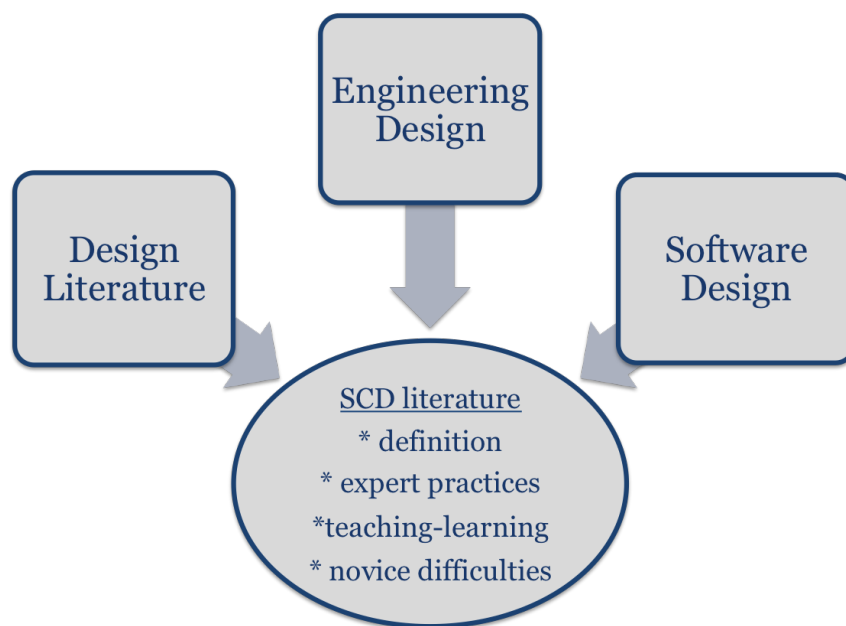 Engineering
Design
Design
Literature
Software
Design
SCD literature
* definition
* expert practices
*teaching-learning
* novice difficulties